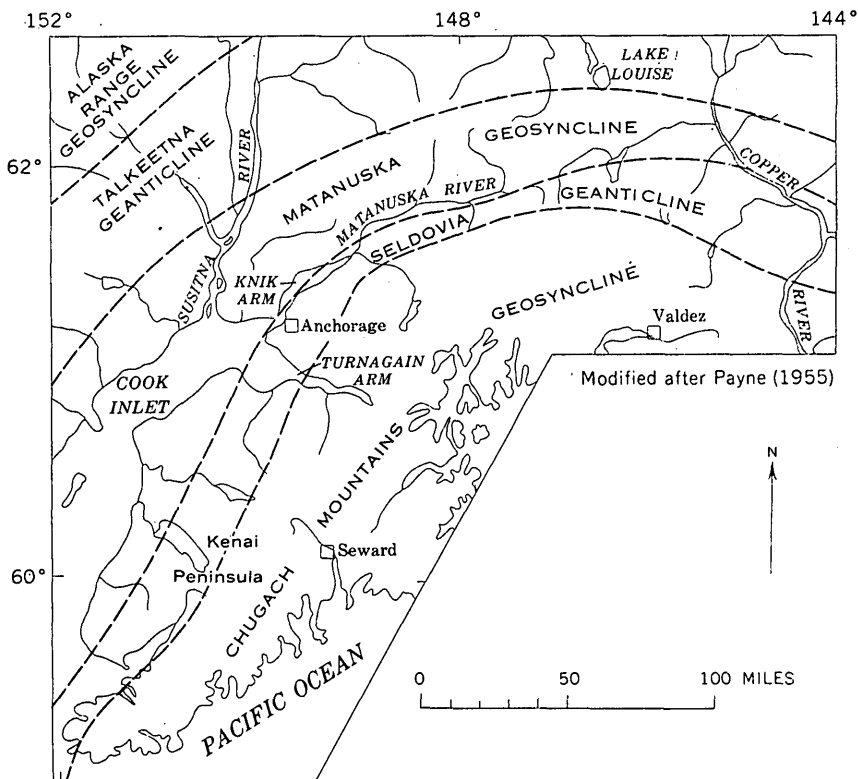 152° 148° 144°
ALASKA
RANGE
GEOSYNCLINE
TALKEETNA
GEANTICLINE
RIVER
LAKE
LOUISE
62°
GEOSYNCLINE
COPPER
MATANUSKA
MATANUSKA RIVER
GEANTICLINE
SELDOVIA
SUSITNA
KNIK
ARM
GEOSYNCLINE
RIVER
Anchorage
Valdez
TURNAGAIN
ARM
COOK
INLET
Modified after Payne (1955)
N
MOUNTAINS
Kenai
Peninsula
Seward
60°
CHUGACH
PACIFIC OCEAN
0 50 100 MILES